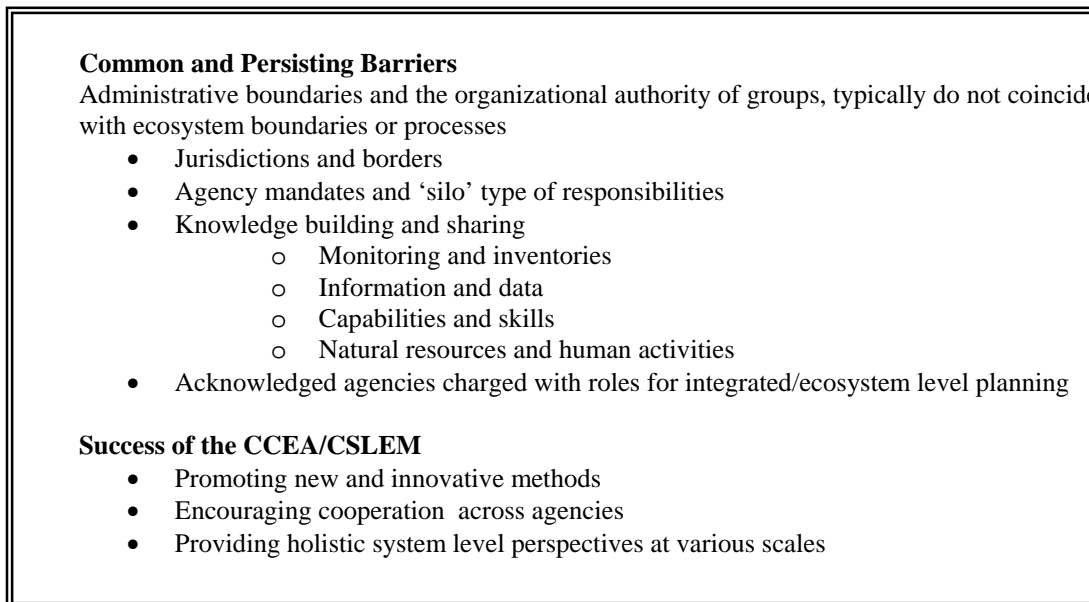 Common and Persisting Barriers
Administrative boundaries and the organizational authority of groups, typically do not coincide
with ecosystem boundaries or processes
• Jurisdictions and borders
• Agency mandates and ‘silo’ type of responsibilities
• Knowledge building and sharing
o Monitoring and inventories
o Information and data
o Capabilities and skills
o Natural resources and human activities
• Acknowledged agencies charged with roles for integrated/ecosystem level planning
Success of the CCEA/CSLEM
• Promoting new and innovative methods
• Encouraging cooperation across agencies
• Providing holistic system level perspectives at various scales